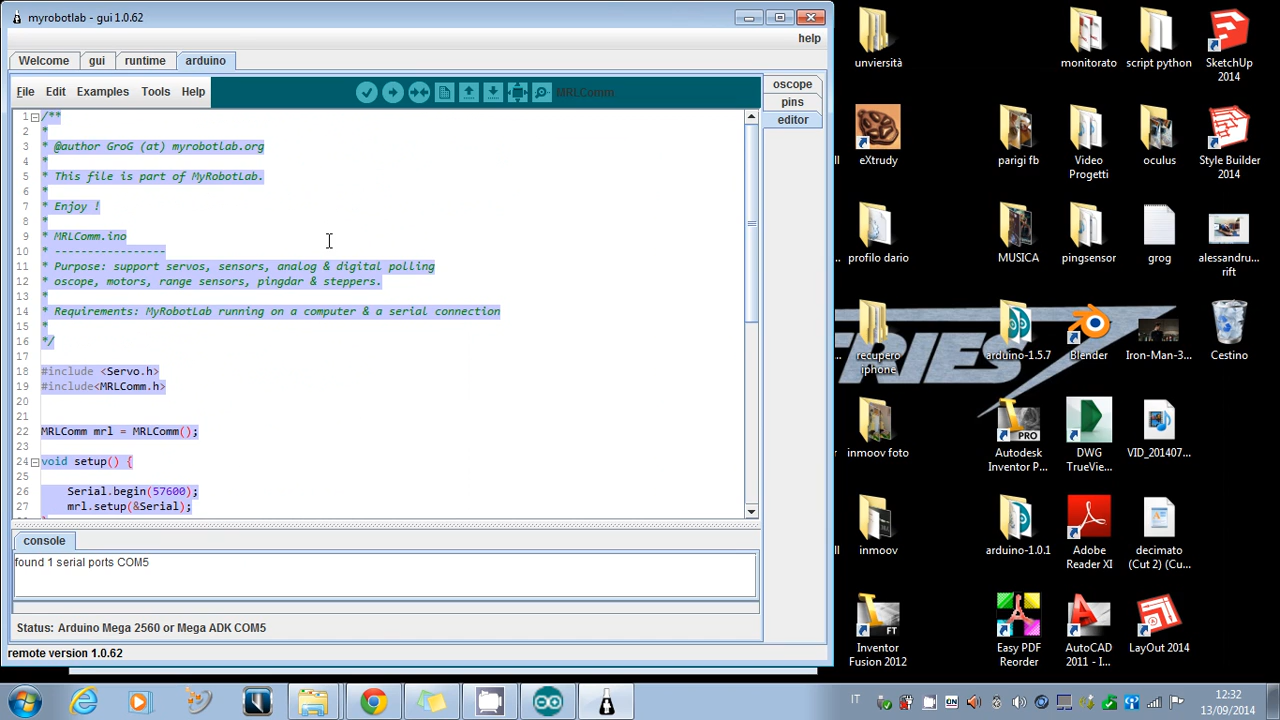 myrobotlab - gui 1.0.62
help
Welcome
gui
runtime
arduino
File
Edit
Examples
Tools
Help
MRLComm
oscope
pins
editor
1 /**
2 *
3 * @author GroG (at) myrobotlab.org
4 *
5 * This file is part of MyRobotLab.
6 *
7 * Enjoy !
8 *
9 * MRLComm.ino
10 * -----------------
11 * Purpose: support servos, sensors, analog & digital polling
12 * oscope, motors, range sensors, pingdar & steppers.
13 *
14 * Requirements: MyRobotLab running on a computer & a serial connection
15 *
16 */
17
18 #include <Servo.h>
19 #include<MRLComm.h>
20
21
22 MRLComm mrl = MRLComm();
23
24 void setup() {
25
26 Serial.begin(57600);
27 mrl.setup(&Serial);
console
found 1 serial ports COM5
Status: Arduino Mega 2560 or Mega ADK COM5
remote version 1.0.62
unviersità
monitorato
script python
SketchUp
2014
eXtrudy
parigi fb
Video
Progetti
oculus
Style Builder
2014
profilo dario
MUSICA
pingsensor
grog
alessandru...
rift
TRIES
recupero
iphone
arduino-1.5.7
Blender
Iron-Man-3...
Cestino
inmoov foto
PRO
Autodesk
Inventor P...
DWG
TrueVie...
VID_201407...
inmoov
arduino-1.0.1
Adobe
Reader XI
decimato
(Cut 2) (Cu...
FT
Inventor
Fusion 2012
Easy PDF
Reorder
AutoCAD
2011 - I...
LayOut 2014
IT
ON
12:32
13/09/2014